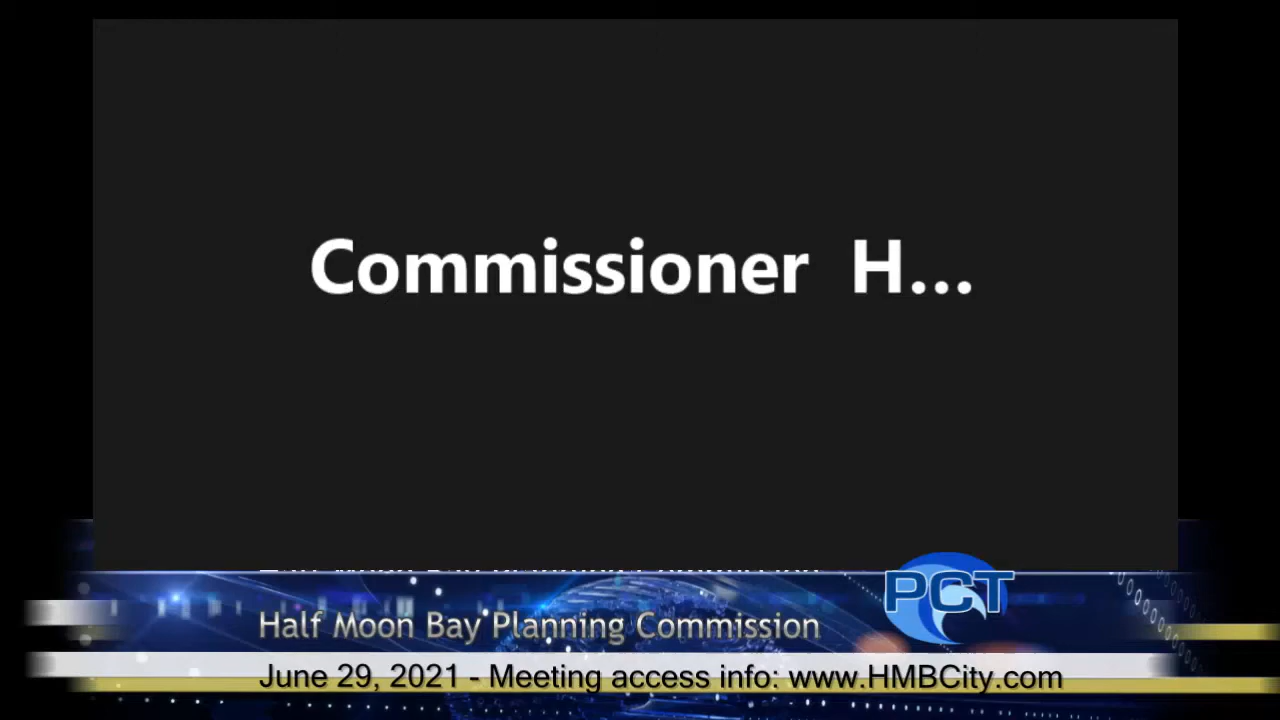 Commissioner H...
PCT
Half Moon Bay Planning Commission
June 29, 2021 - Meeting access info: www.HMBCity.com